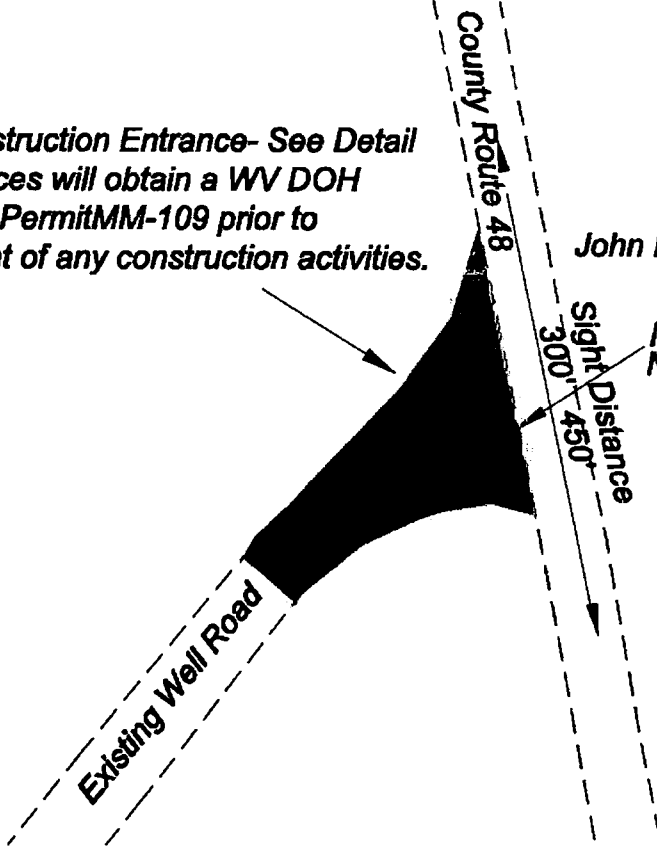 County Route 48
struction Entrance- See Detail
ces will obtain a WV DOH
PermitMM-109 prior to
t of any construction activities.
John
Sight Distance
300' 450'
Existing Well Road